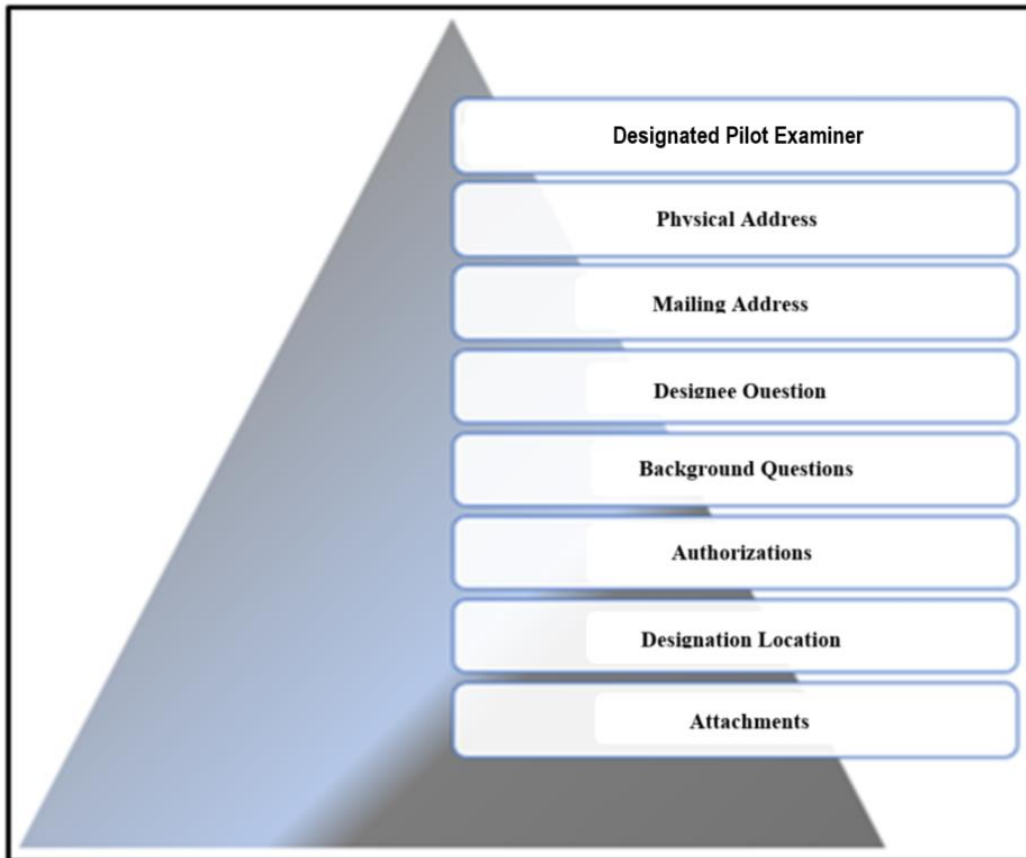 Designated Pilot Examiner
Physical Address
Mailing Address
Designee Question
Background Questions
Authorizations
Designation Location
Attachments